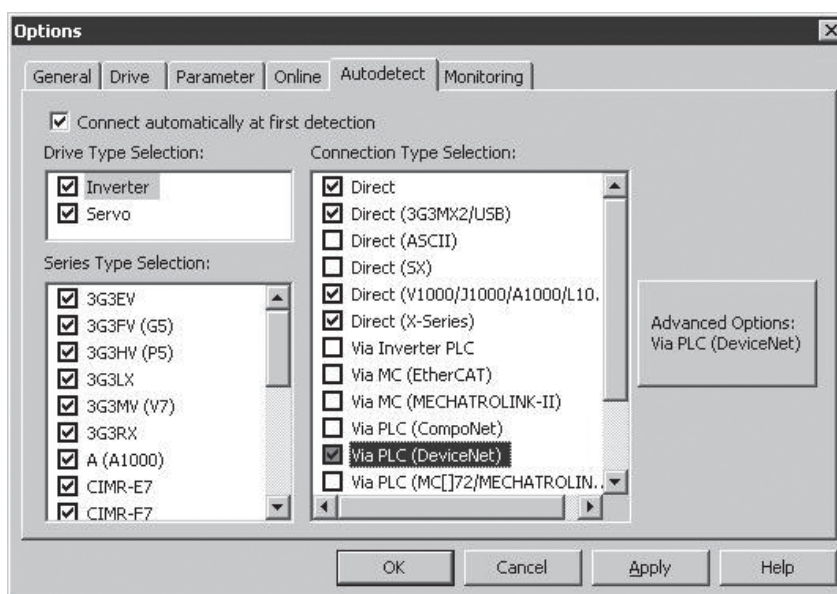 Options
General
Drive
Parameter
Online
Autodetect
Monitoring
Connect automatically at first detection
Drive Type Selection:
Inverter
Servo
Series Type Selection:
3G3EV
3G3FV (G5)
3G3HV (P5)
3G3LX
3G3MV (V7)
3G3RX
A (A1000)
CIMR-E7
CIMR-F7
Connection Type Selection:
Direct
Direct (3G3MX2/USB)
Direct (ASCII)
Direct (SX)
Direct (V1000/J1000/A1000/L10.
Direct (X-Series)
Via Inverter PLC
Via MC (EtherCAT)
Via MC (MECHATROLINK-II)
Via PLC (CompoNet)
Via PLC (DeviceNet)
Via PLC (MC[]72/MECHATROLIN..
Advanced Options:
Via PLC (DeviceNet)
OK
Cancel
Apply
Help